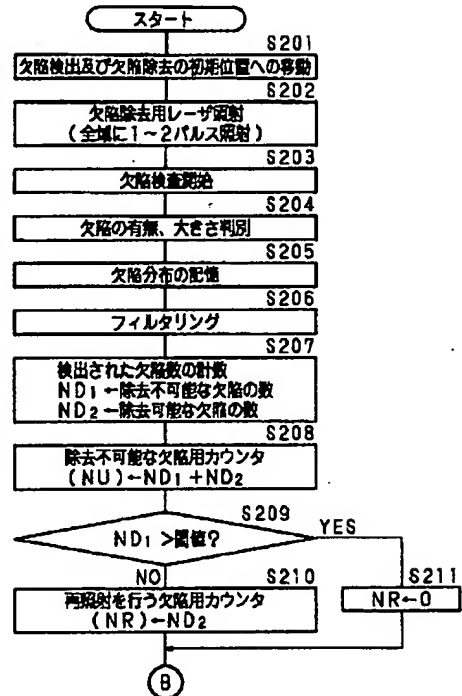 スタート
S201
欠陥検出及び欠陥除去の初期位置への移動
S202
欠陥除去用レーザ照射
(全域に1~2パルス照射)
S203
欠陥検査開始
S204
欠陥の有無、大きさ判別
S205
欠陥分布の記憶
S206
フィルタリング
S207
検出された欠陥数の計数
ND₁←除去不可能な欠陥の数
ND₂←除去可能な欠陥の数
S208
除去不可能な欠陥用カウンタ
(NU)←ND₁+ND₂
S209
ND₁>閾値?
YES
NO
S210
S211
再照射を行う欠陥用カウンタ
(NR)←ND₂
NR←0
B